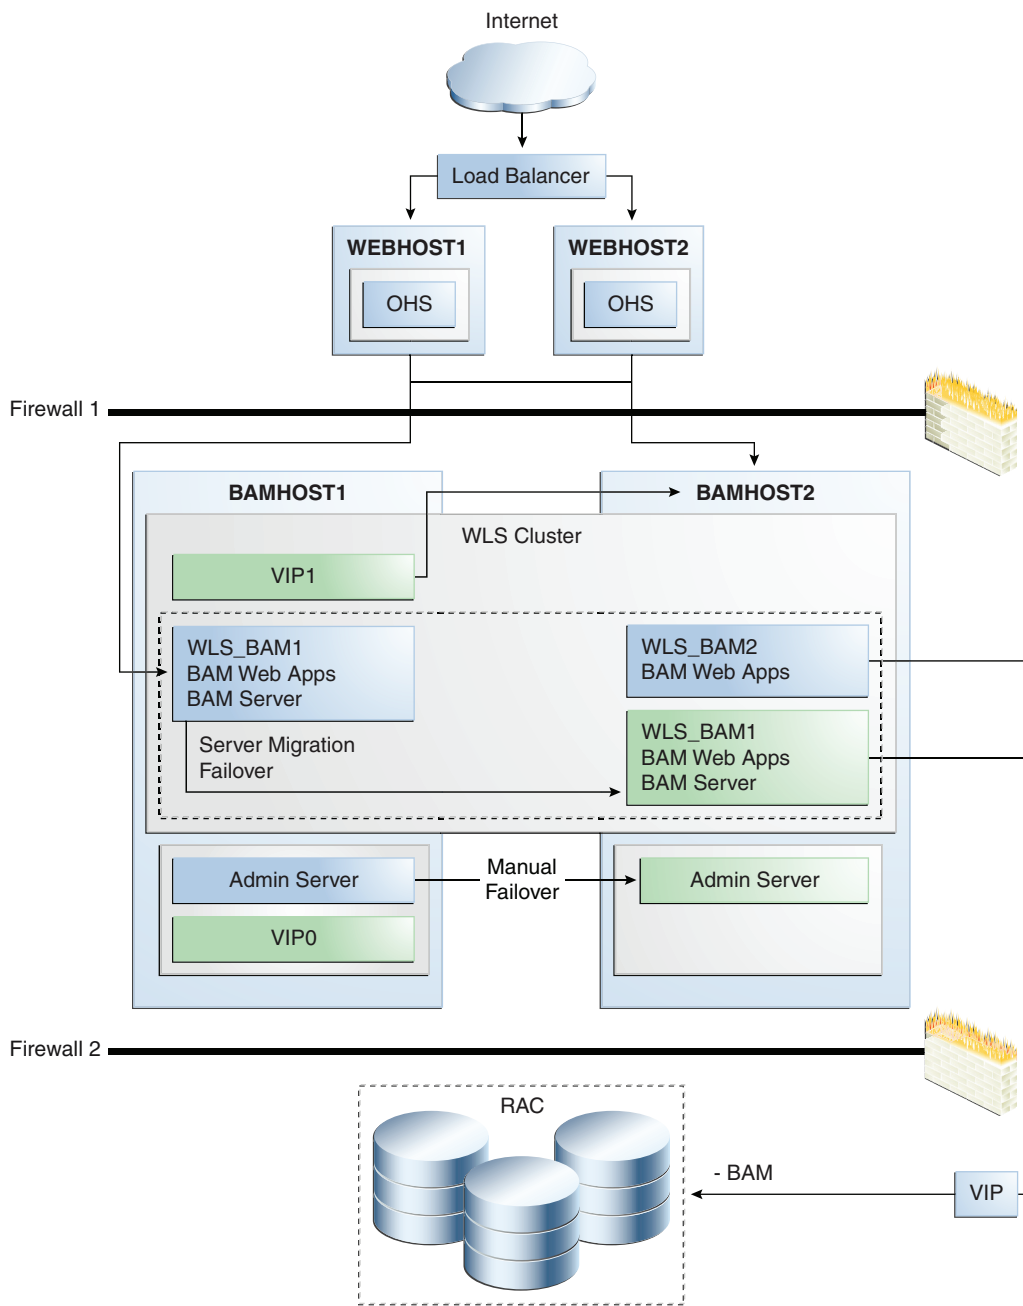 Internet
Load Balancer
WEBHOST1
WEBHOST2
OHS
OHS
Firewall 1
BAMHOST1
BAMHOST2
WLS Cluster
VIP1
WLS_BAM1
BAM Web Apps
BAM Server
WLS_BAM2
BAM Web Apps
Server Migration
Failover
WLS_BAM1
BAM Web Apps
BAM Server
Admin Server
Manual
Failover
Admin Server
VIP0
Firewall 2
RAC
- BAM
VIP